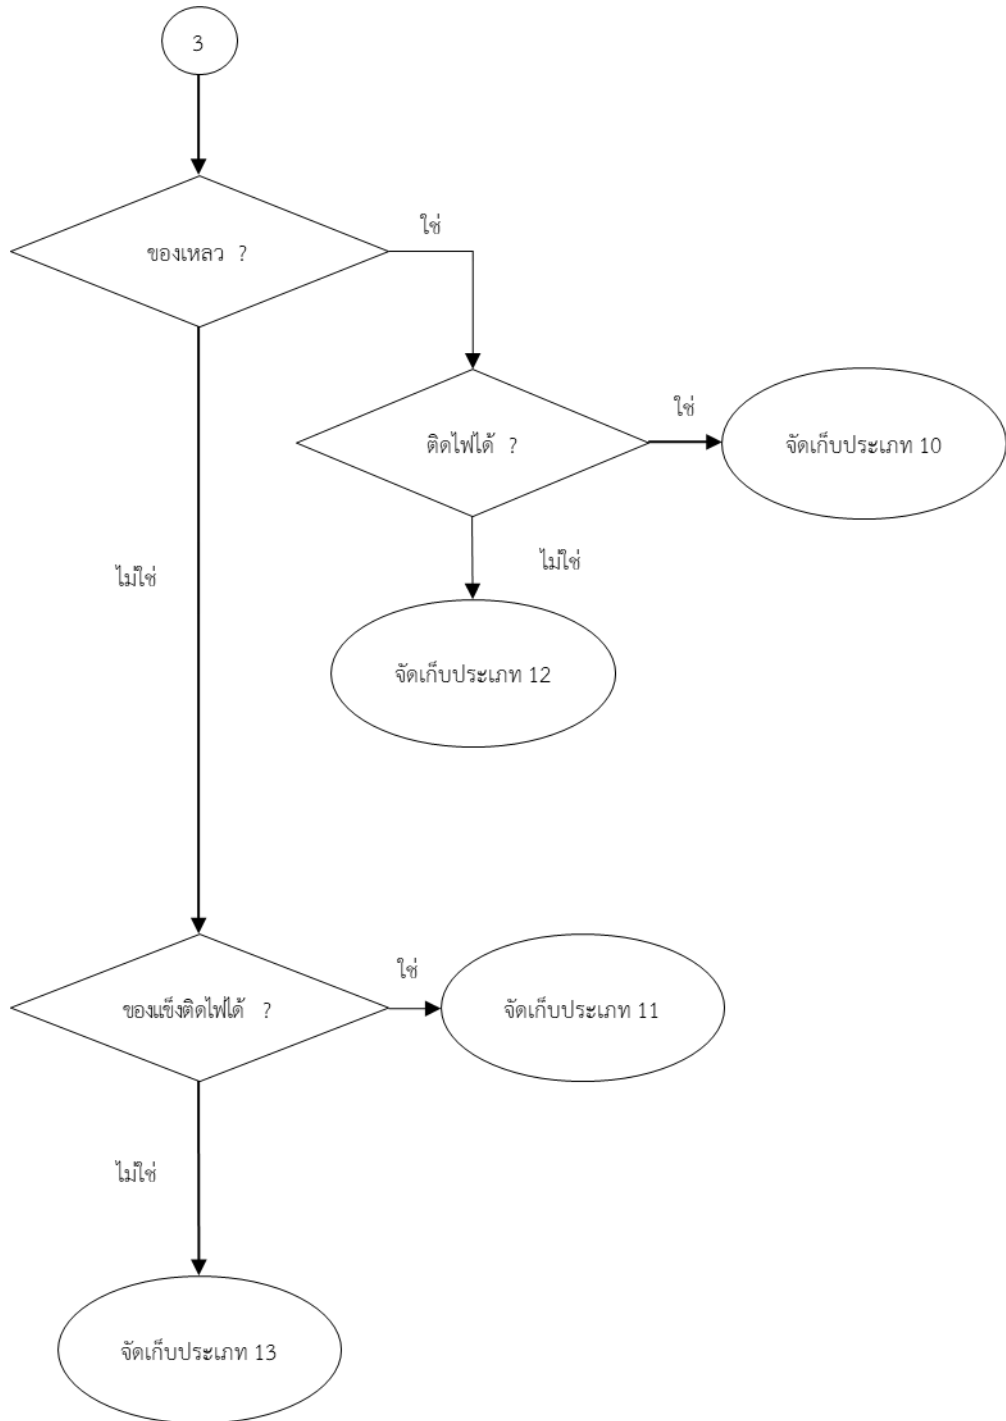 3
ของเหลว ?
ใช่
ติดไฟได้ ?
ใช่
จัดเก็บประเภท 10
ไม่ใช่
จัดเก็บประเภท 12
ไม่ใช่
ของแข็งติดไฟได้ ?
ใช่
จัดเก็บประเภท 11
ไม่ใช่
จัดเก็บประเภท 13